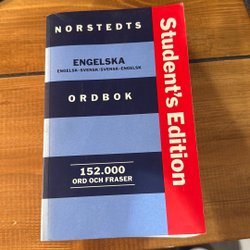 NORSTEDTS
ENGELSKA
ENGELSK-SVENSK/SVENSK-ENGELSK
ORDBOK
152.000
ORD OCH FRASER
Student's Edition